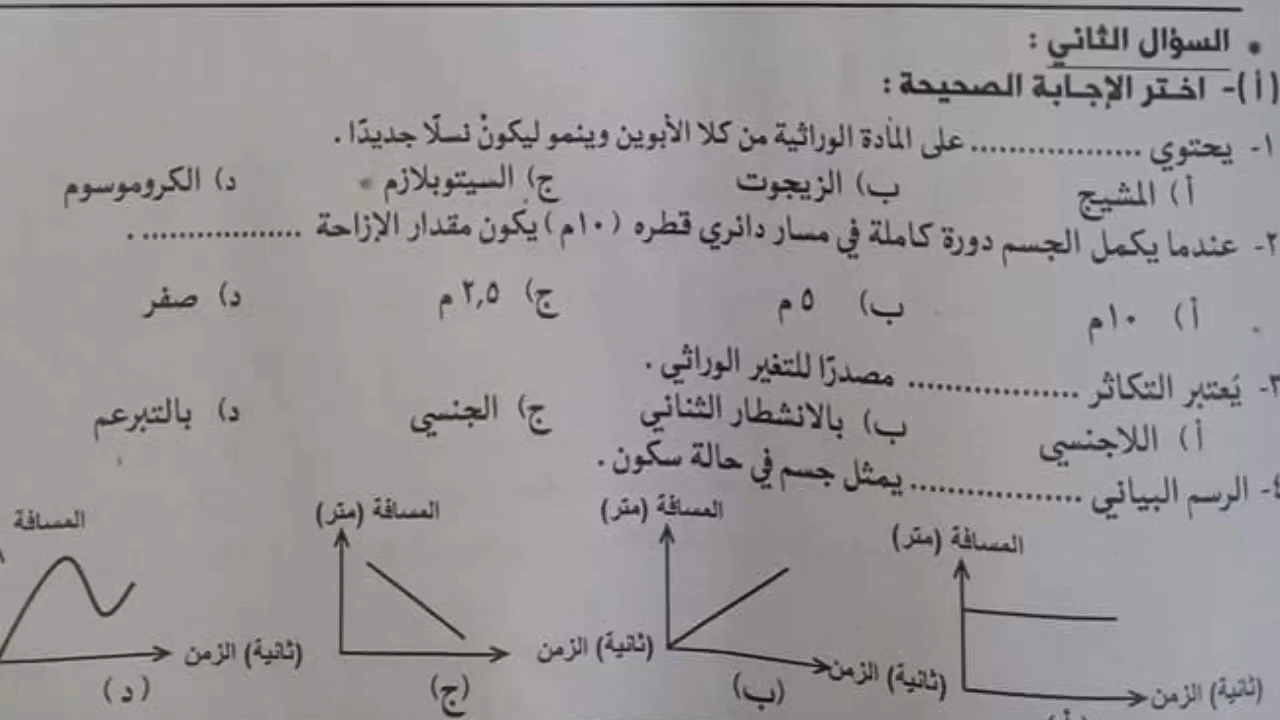 • السؤال الثاني :
(أ)- اختر الإجابة الصحيحة :
١- يحتوي .................. على المادة الوراثية من كلا الأبوين وينمو ليكونْ نسلًا جديدًا .
أ) المشيج ب) الزيجوت ج) السيتوبلازم د) الكروموسوم
٢- عندما يكمل الجسم دورة كاملة في مسار دائري قطره (١٠م) يكون مقدار الإزاحة .................. .
أ) ١٠م ب) ٥م ج) ٢,٥م د) صفر
٣- يَعتبر التكاثر .................. مصدرًا للتغير الوراثي .
أ) اللاجنسي ب) بالانشطار الثنائي ج) الجنسي د) بالتبرعم
٤- الرسم البياني .................. يمثل جسم في حالة سكون .
المسافة (متر) المسافة (متر) المسافة (متر) المسافة
(ثانية) الزمن (ثانية) الزمن (ثانية) الزمن (ثانية) الزمن
(أ) (ب) (ج) (د)